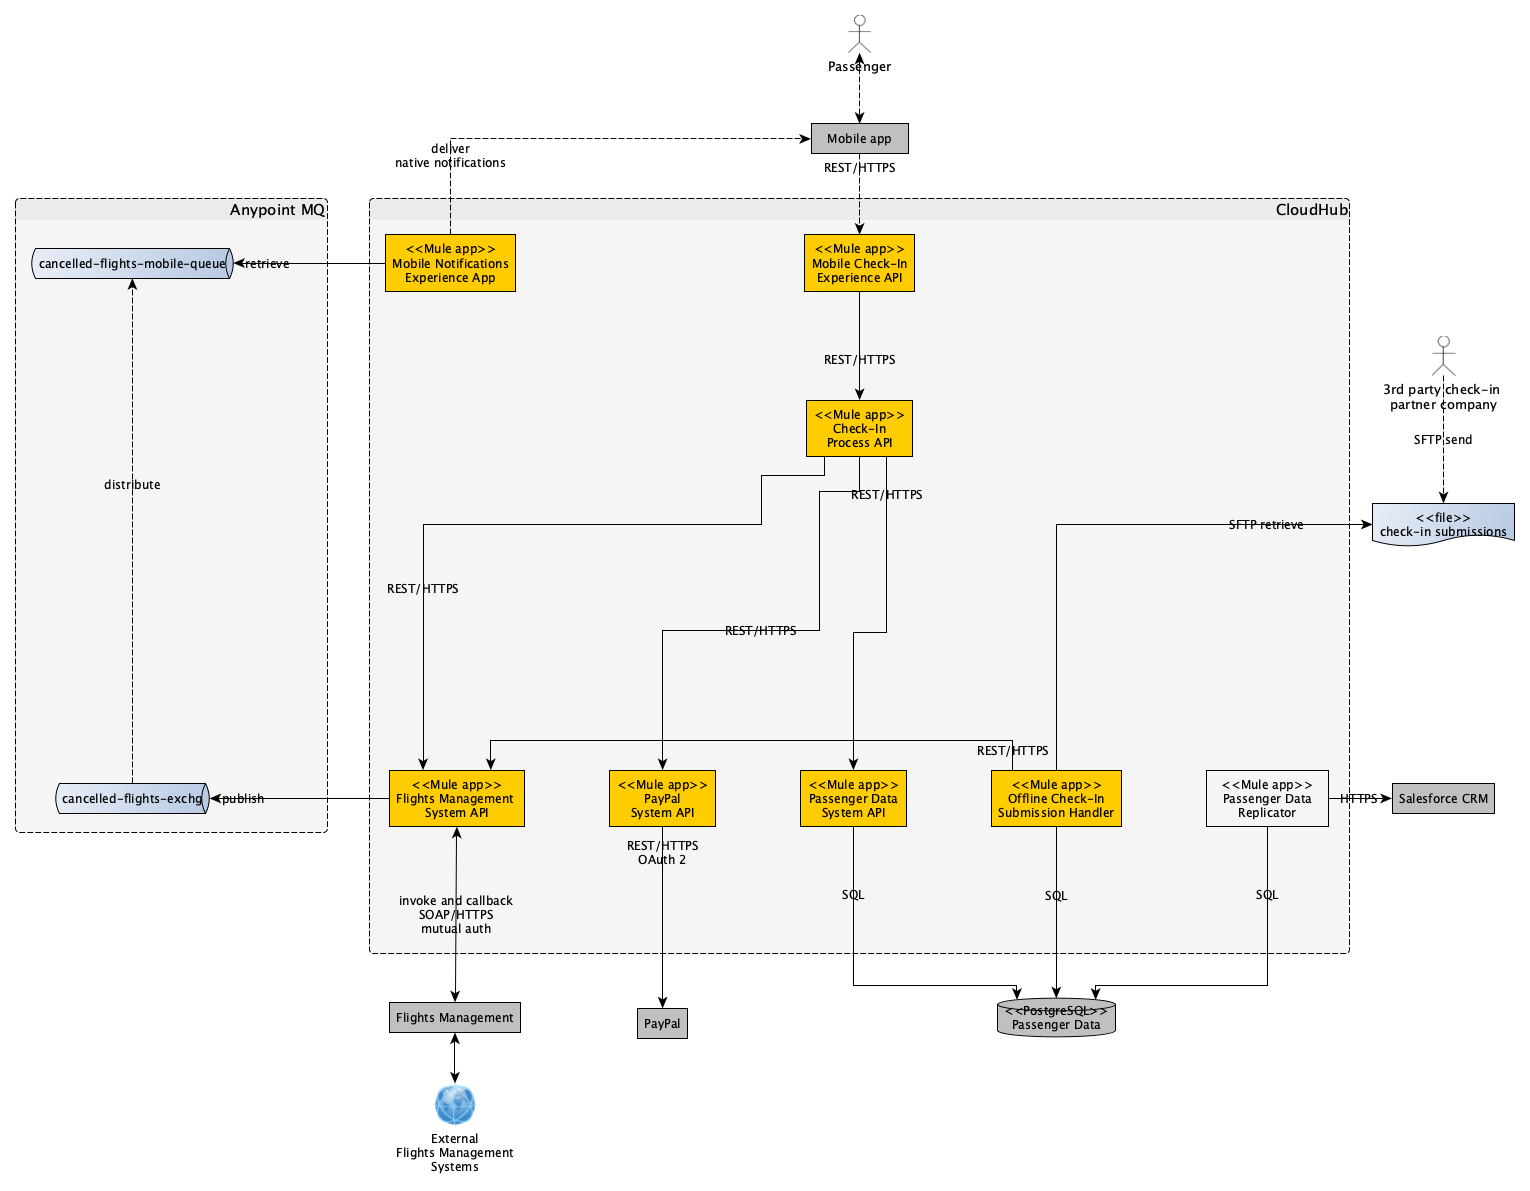 Passenger
Mobile app
deliver
native notifications
REST/HTTPS
Anypoint MQ
CloudHub
cancelled-flights-mobile-queue
retrieve
<<Mule app>>
Mobile Notifications
Experience App
<<Mule app>>
Mobile Check-In
Experience API
REST/HTTPS
3rd party check-in
partner company
<<Mule app>>
Check-In
Process API
SFTP send
distribute
REST/HTTPS
SFTP retrieve
<<file>>
check-in submissions
REST/HTTPS
REST/HTTPS
REST/HTTPS
cancelled-flights-exchg
publish
<<Mule app>>
Flights Management
System API
<<Mule app>>
PayPal
System API
<<Mule app>>
Passenger Data
System API
<<Mule app>>
Offline Check-In
Submission Handler
<<Mule app>>
Passenger Data
Replicator
HTTPS
Salesforce CRM
REST/HTTPS
OAuth 2
invoke and callback
SOAP/HTTPS
mutual auth
SQL
SQL
SQL
Flights Management
PayPal
<<PostgreSQL>>
Passenger Data
External
Flights Management
Systems